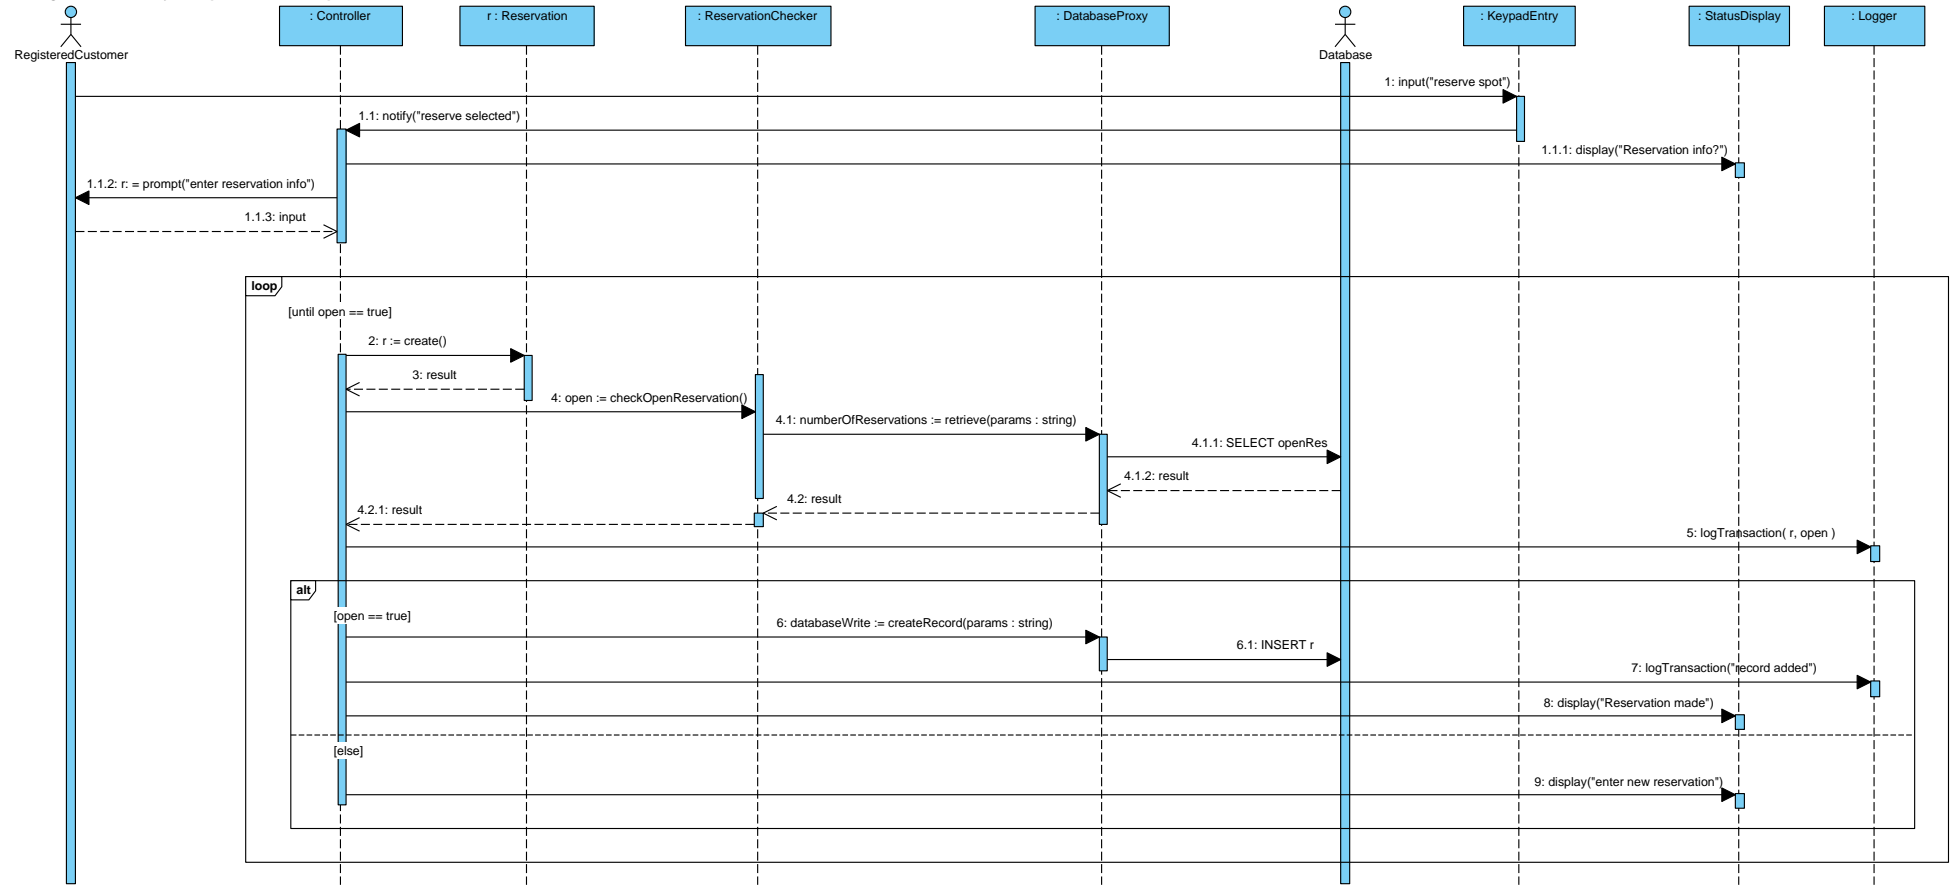 : Controller
r : Reservation
: ReservationChecker
: DatabaseProxy
: KeypadEntry
: StatusDisplay
: Logger
RegisteredCustomer
Database
1: input("reserve spot")
1.1: notify("reserve selected")
1.1.1: display("Reservation info?")
1.1.2: r: = prompt("enter reservation info")
1.1.3: input
loop
[until open == true]
2: r := create()
3: result
4: open := checkOpenReservation()
4.1: numberOfReservations := retrieve(params : string)
4.1.1: SELECT openRes
4.1.2: result
4.2: result
4.2.1: result
5: logTransaction( r, open )
alt
[open == true]
6: databaseWrite := createRecord(params : string)
6.1: INSERT r
7: logTransaction("record added")
8: display("Reservation made")
[else]
9: display("enter new reservation")